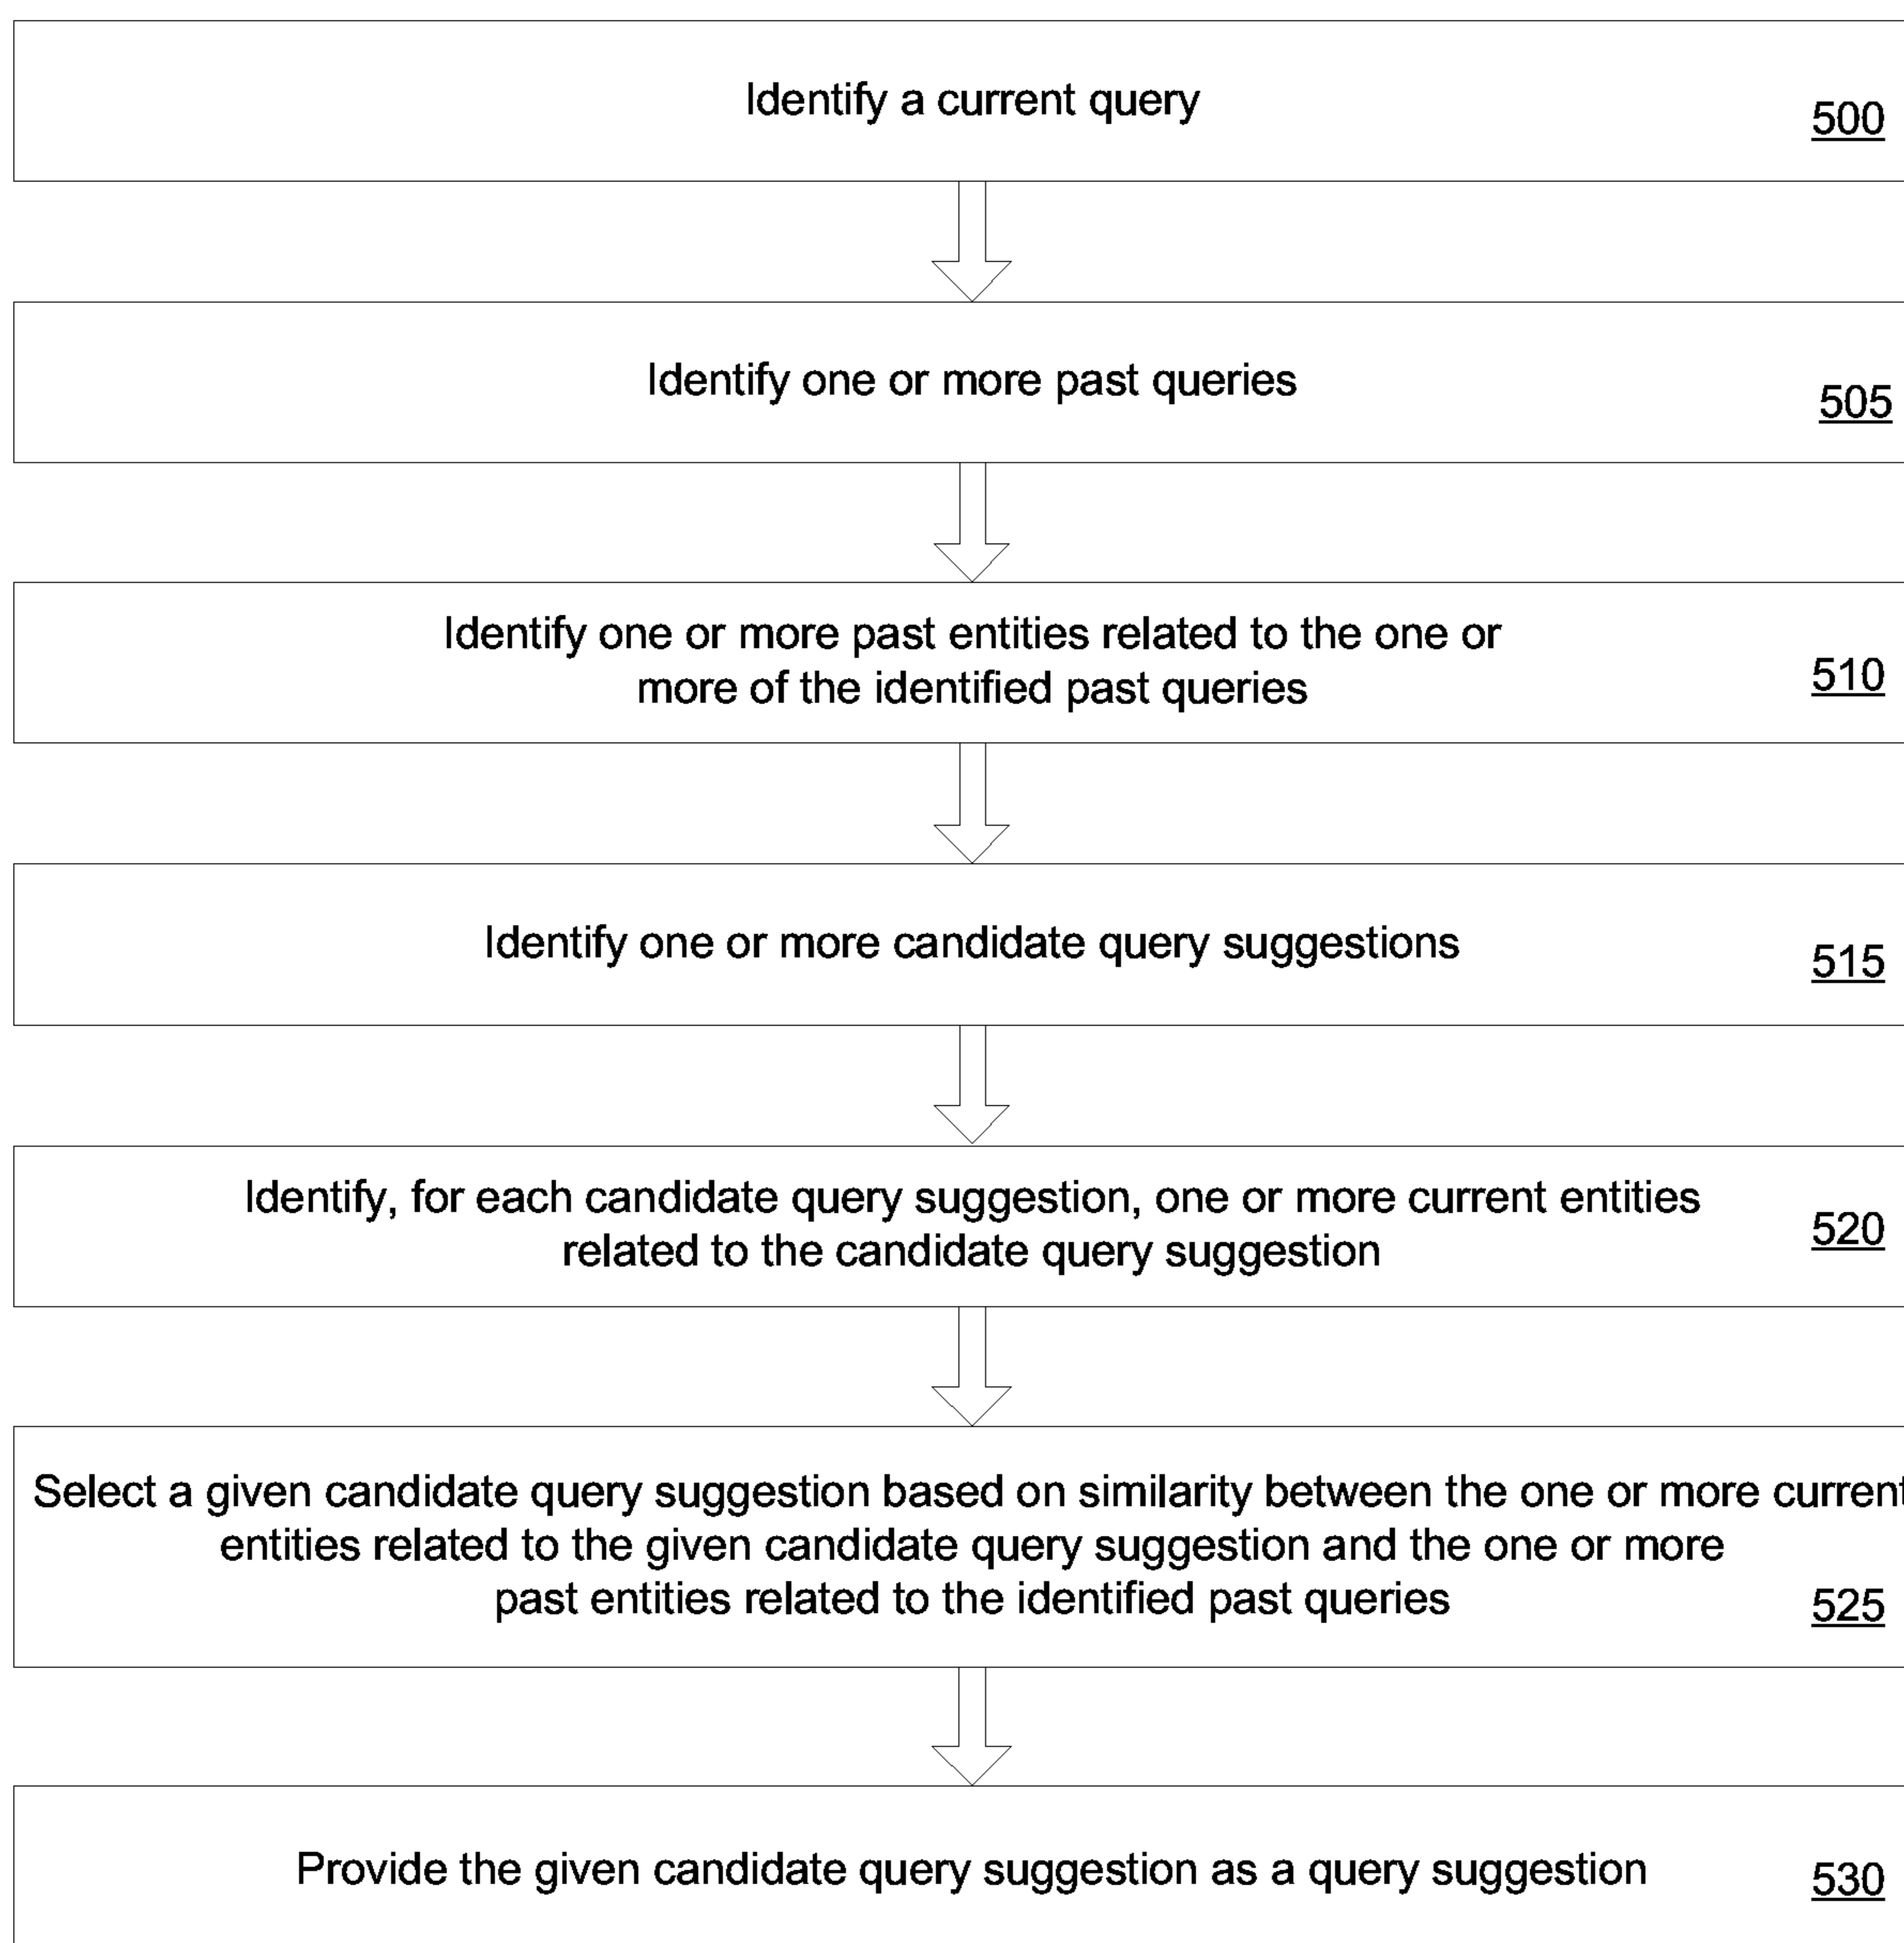 Identify a current query
500
Identify one or more past queries
505
Identify one or more past entities related to the one or
more of the identified past queries
510
Identify one or more candidate query suggestions
515
Identify, for each candidate query suggestion, one or more current entities
related to the candidate query suggestion
520
Select a given candidate query suggestion based on similarity between the one or more current
entities related to the given candidate query suggestion and the one or more
past entities related to the identified past queries
525
Provide the given candidate query suggestion as a query suggestion
530